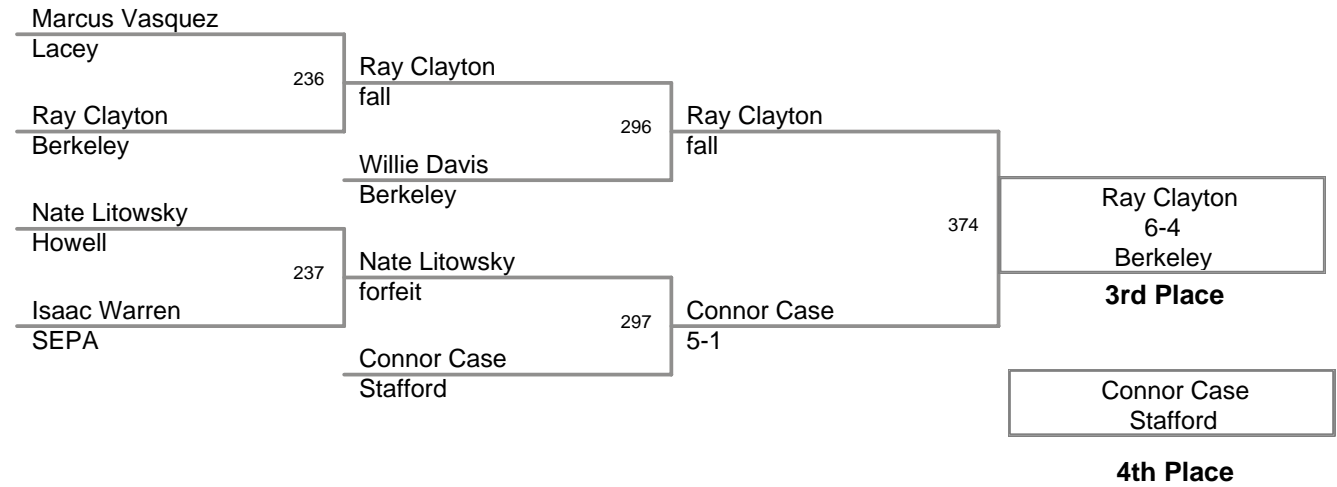 Marcus Vasquez
Lacey
236
Ray Clayton
fall
Ray Clayton
Berkeley
296
Ray Clayton
fall
Willie Davis
Berkeley
Nate Litowsky
Howell
237
Nate Litowsky
forfeit
Isaac Warren
SEPA
297
Connor Case
5-1
Connor Case
Stafford
374
Ray Clayton
6-4
Berkeley
3rd Place
Connor Case
Stafford
4th Place